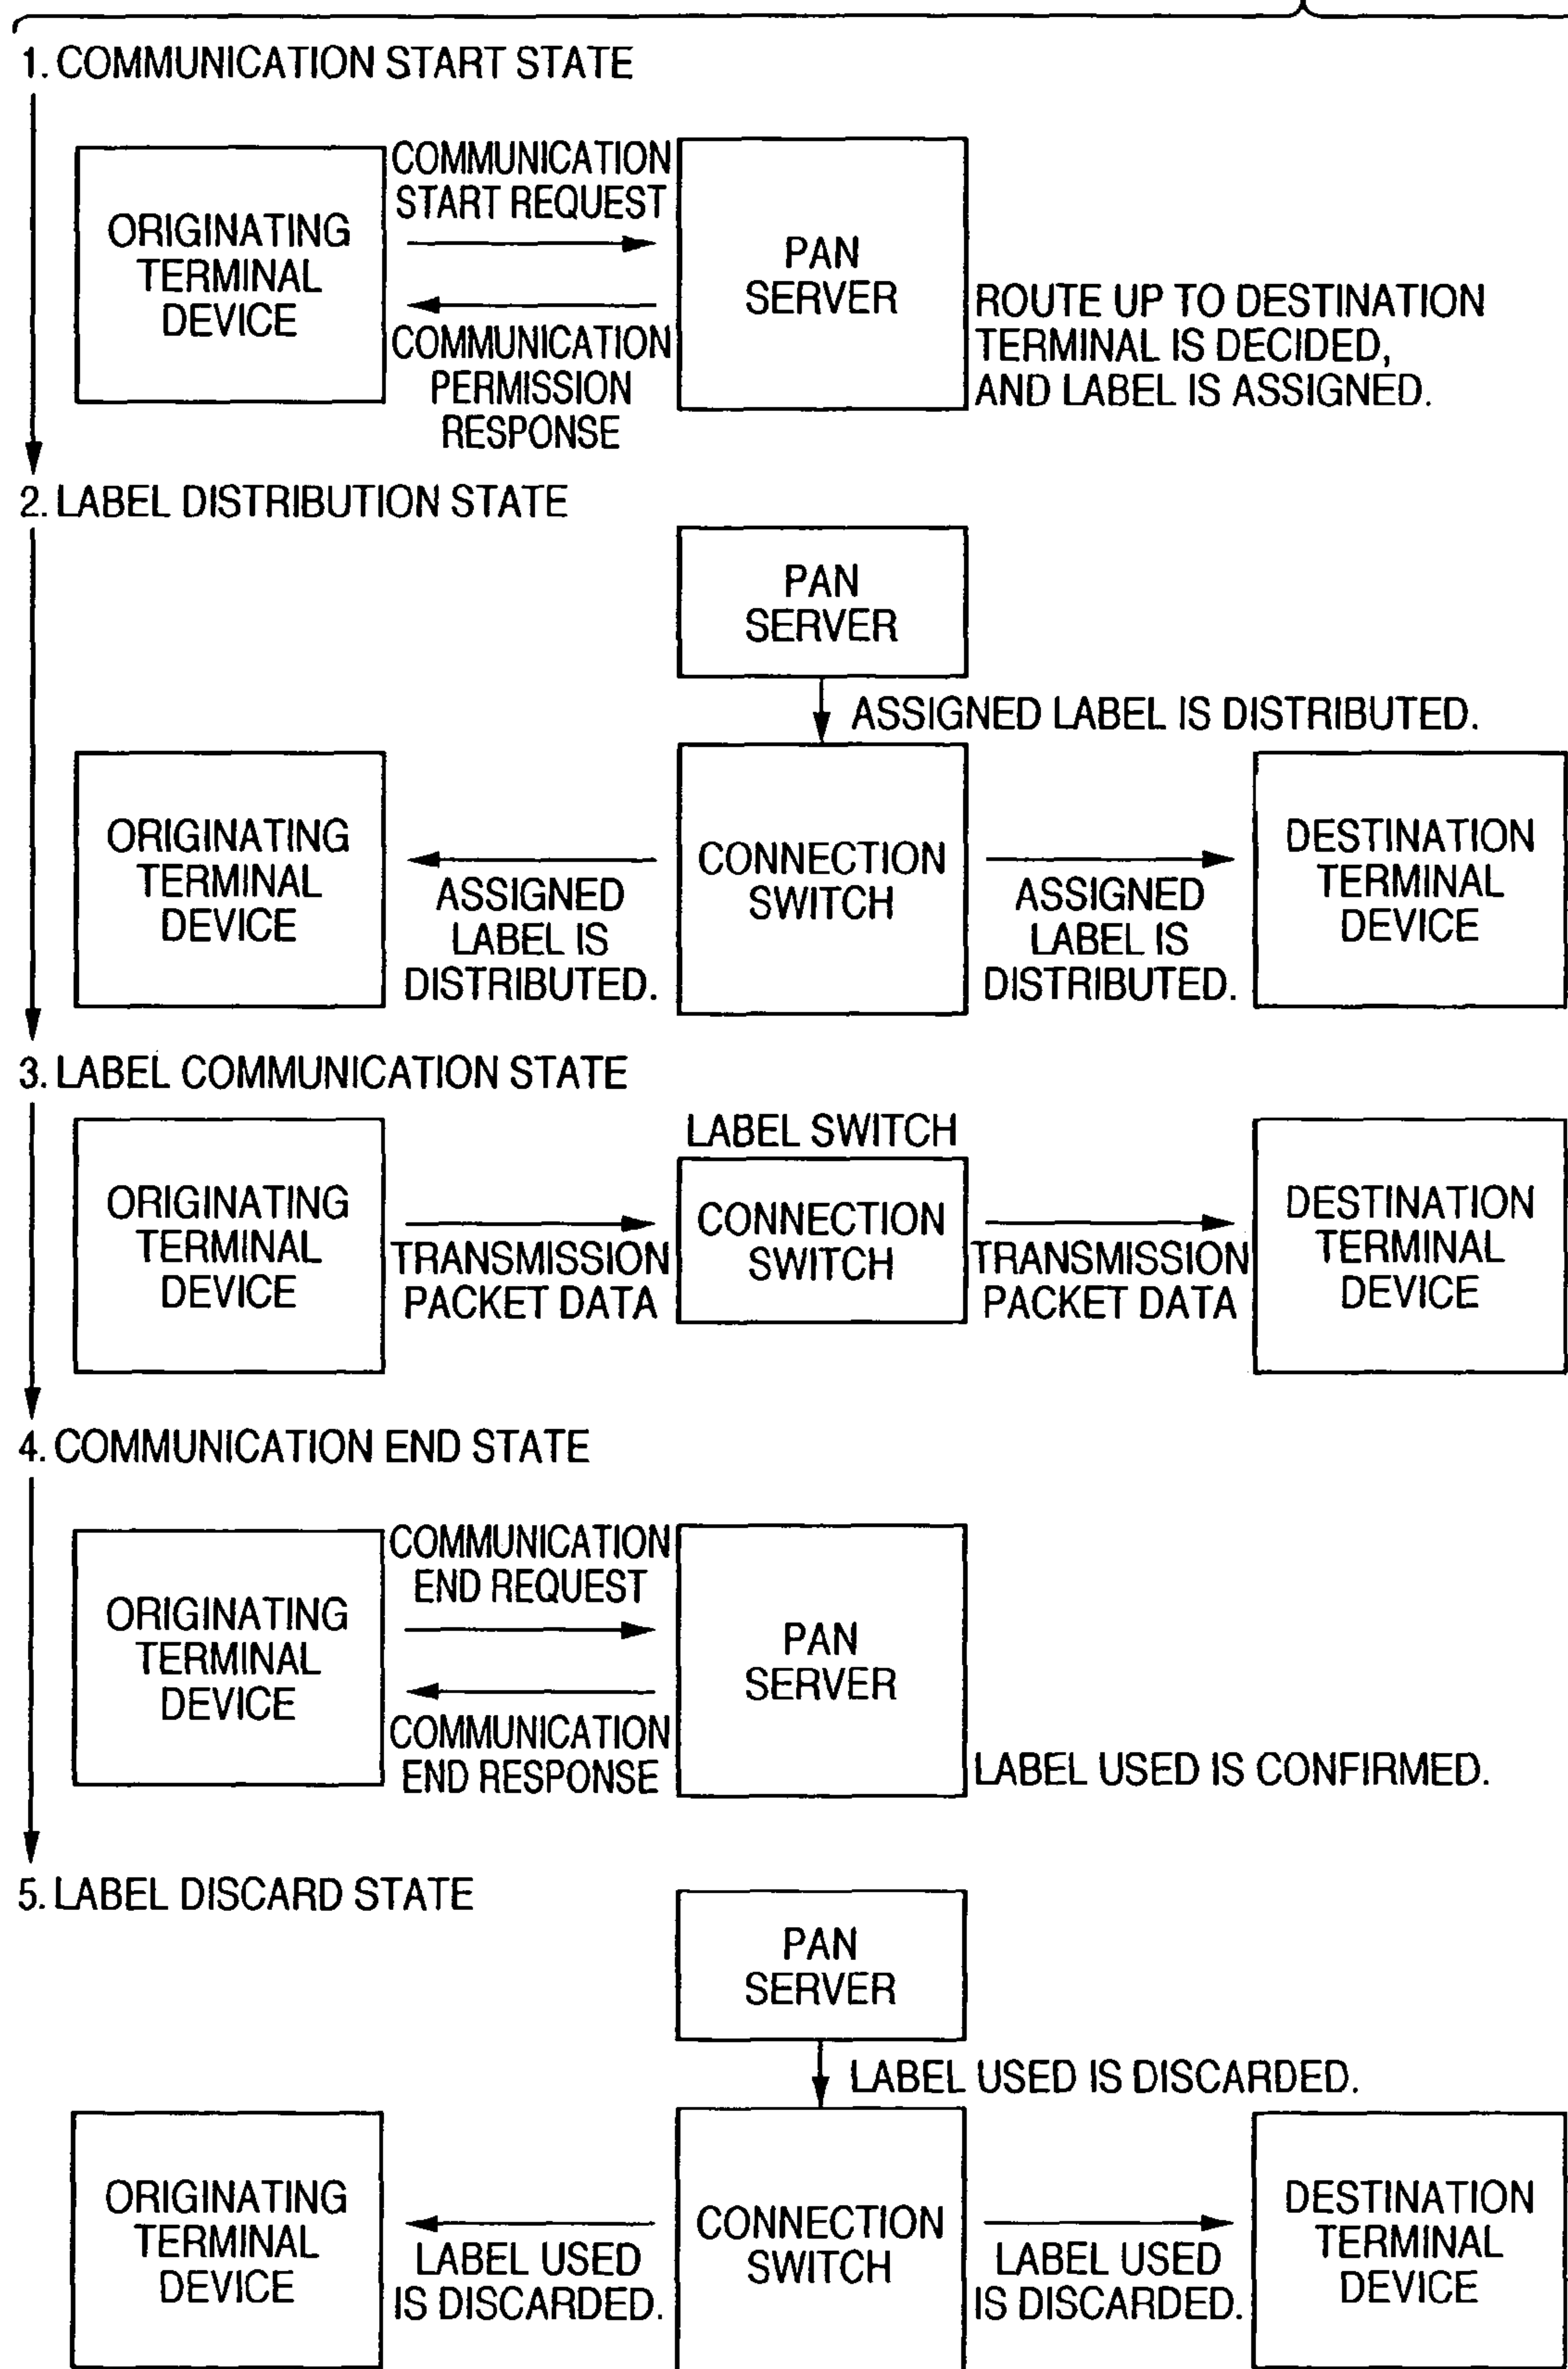 1. COMMUNICATION START STATE
ORIGINATING
TERMINAL
DEVICE
COMMUNICATION
START REQUEST
COMMUNICATION
PERMISSION
RESPONSE
PAN
SERVER
ROUTE UP TO DESTINATION
TERMINAL IS DECIDED,
AND LABEL IS ASSIGNED.
2. LABEL DISTRIBUTION STATE
PAN
SERVER
ASSIGNED LABEL IS DISTRIBUTED.
ORIGINATING
TERMINAL
DEVICE
ASSIGNED
LABEL IS
DISTRIBUTED.
CONNECTION
SWITCH
ASSIGNED
LABEL IS
DISTRIBUTED.
DESTINATION
TERMINAL
DEVICE
3. LABEL COMMUNICATION STATE
ORIGINATING
TERMINAL
DEVICE
TRANSMISSION
PACKET DATA
LABEL SWITCH
CONNECTION
SWITCH
TRANSMISSION
PACKET DATA
DESTINATION
TERMINAL
DEVICE
4. COMMUNICATION END STATE
ORIGINATING
TERMINAL
DEVICE
COMMUNICATION
END REQUEST
COMMUNICATION
END RESPONSE
PAN
SERVER
LABEL USED IS CONFIRMED.
5. LABEL DISCARD STATE
PAN
SERVER
LABEL USED IS DISCARDED.
ORIGINATING
TERMINAL
DEVICE
LABEL USED
IS DISCARDED.
CONNECTION
SWITCH
LABEL USED
IS DISCARDED.
DESTINATION
TERMINAL
DEVICE